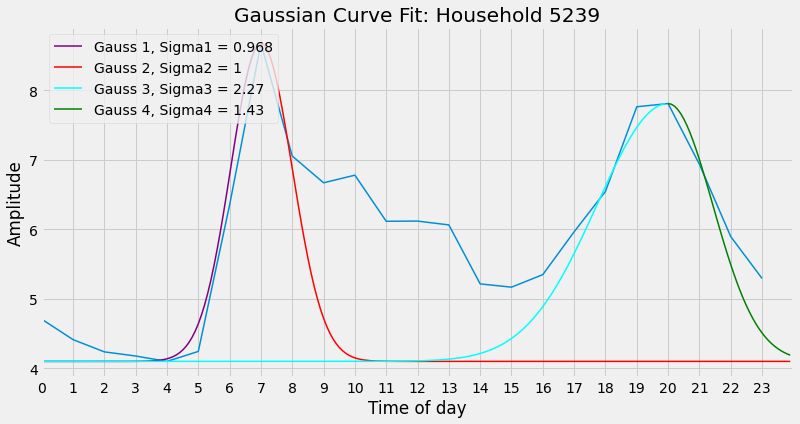 Gaussian Curve Fit: Household 5239
Gauss 1, Sigma1 = 0.968
Gauss 2, Sigma2 = 1
Gauss 3, Sigma3 = 2.27
Gauss 4, Sigma4 = 1.43
Amplitude
8
7
6
5
4
0 1 2 3 4 5 6 7 8 9 10 11 12 13 14 15 16 17 18 19 20 21 22 23
Time of day